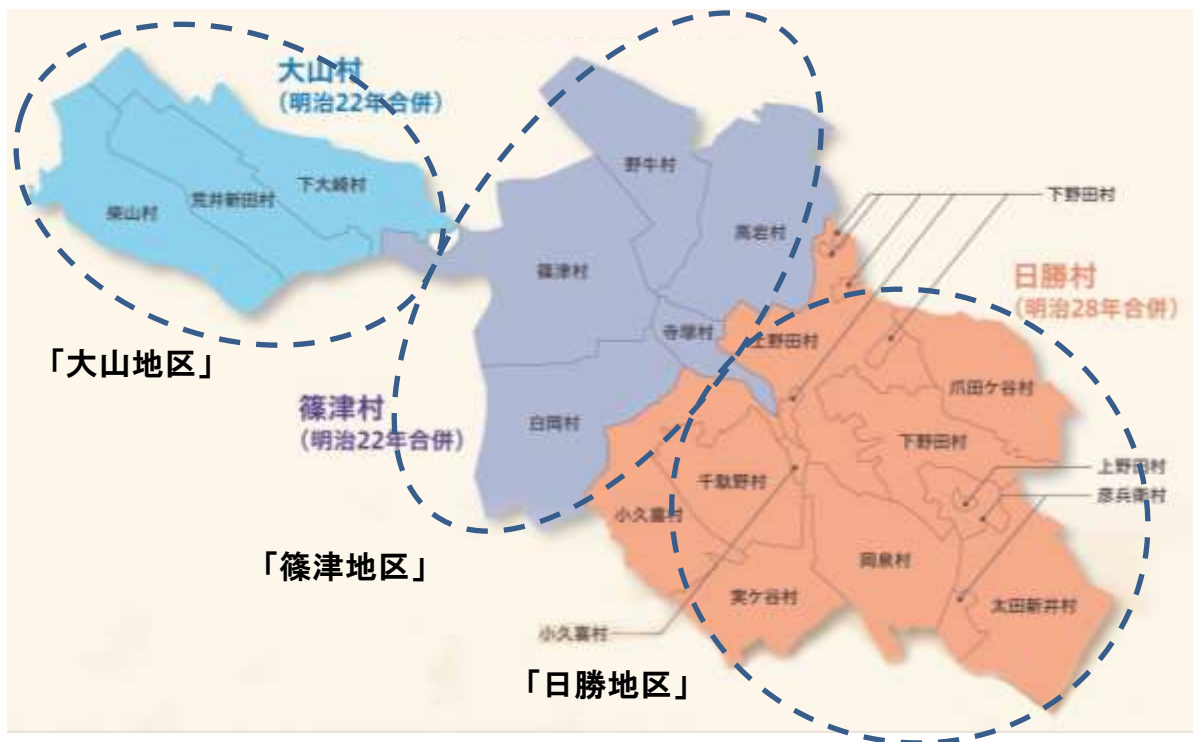 大山村
(明治22年合併)
野牛村
下大崎村
荒井新田村
柴山村
下野田村
高岩村
篠津村
日勝村
(明治28年合併)
寺塚村
上野田村
「大山地区」
爪田ケ谷村
篠津村
(明治22年合併)
白岡村
下野田村
上野田村
千駄野村
彦兵衛村
小久喜村
「篠津地区」
岡泉村
実ケ谷村
太田新井村
小久喜村
「日勝地区」